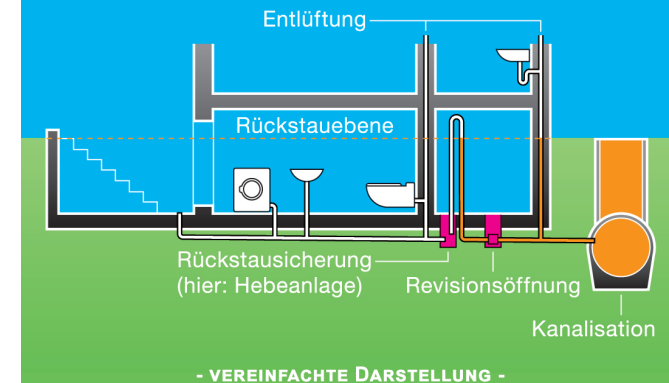 Entlüftung
Rückstauebene
Rückstausicherung
(hier: Hebeanlage)
Revisionsöffnung
Kanalisation
- VEREINFACHTE DARSTELLUNG -